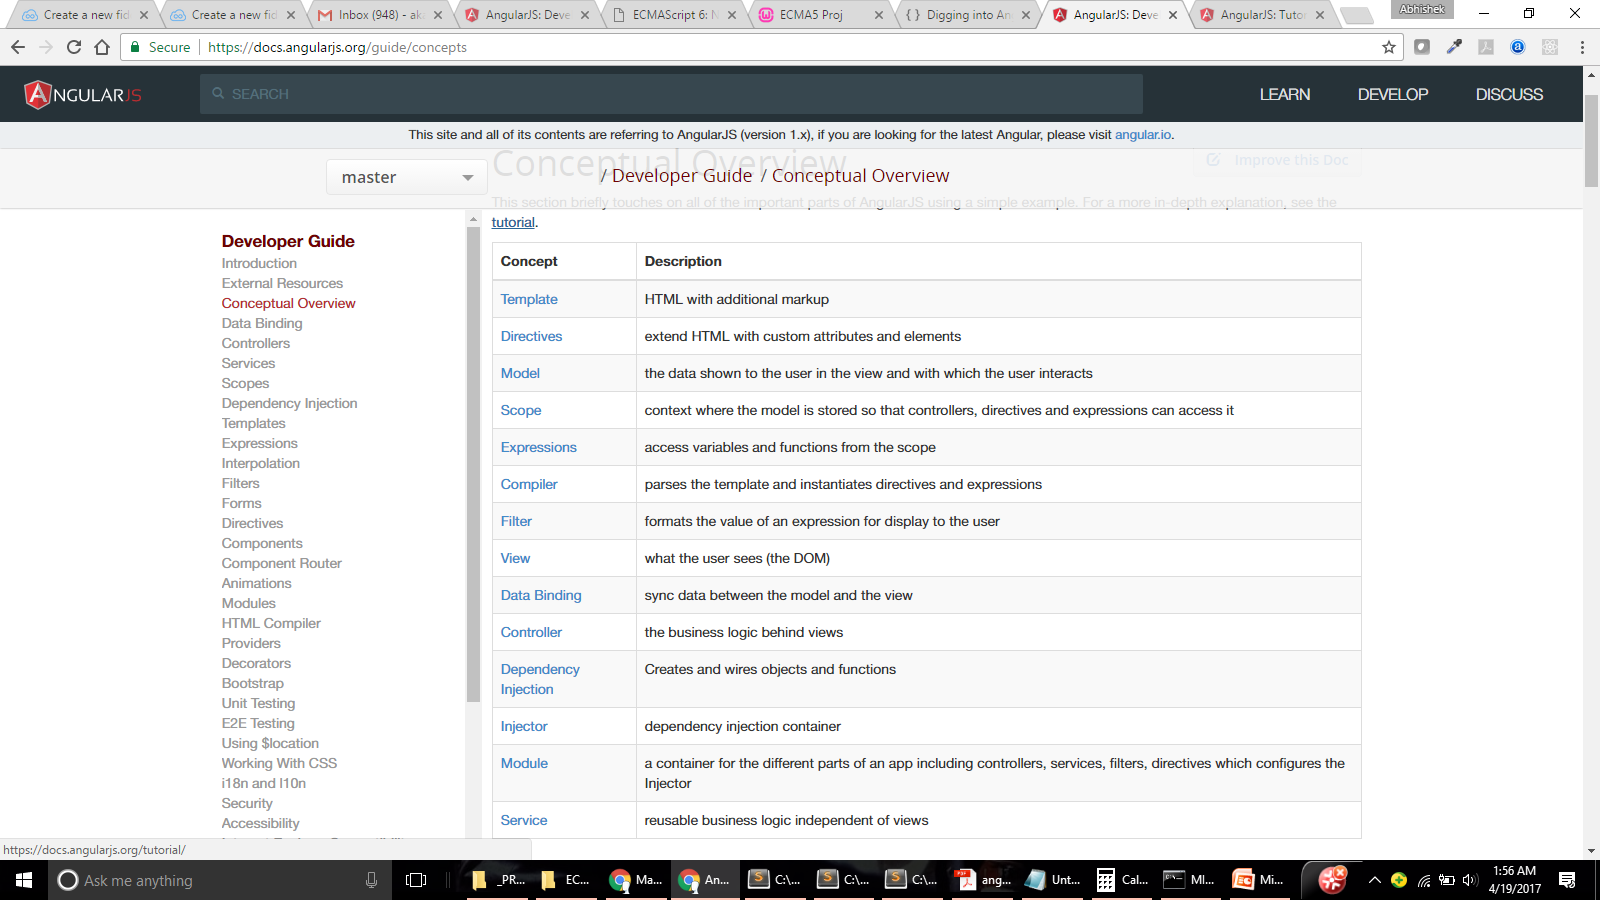 Create a new fid
Create a new fid
Inbox (948) - aka
AngularJS: Deve
ECMAScript 6: N
ECMA5 Proj
Digging into An
AngularJS: Deve
AngularJS: Tutor
Abhishek
Secure
https://docs.angularjs.org/guide/concepts
ANGULARJS
SEARCH
LEARN
DEVELOP
DISCUSS
This site and all of its contents are referring to AngularJS (version 1.x), if you are looking for the latest Angular, please visit angular.io.
Conceptual Overview
Improve this Doc
master
/ Developer Guide / Conceptual Overview
This section briefly touches on all of the important parts of AngularJS using a simple example. For a more in-depth explanation, see the
tutorial.
Developer Guide
Introduction
External Resources
Conceptual Overview
Data Binding
Controllers
Services
Scopes
Dependency Injection
Templates
Expressions
Interpolation
Filters
Forms
Directives
Components
Component Router
Animations
Modules
HTML Compiler
Providers
Decorators
Bootstrap
Unit Testing
E2E Testing
Using $location
Working With CSS
i18n and l10n
Security
Accessibility
Concept Description
Template HTML with additional markup
Directives extend HTML with custom attributes and elements
Model the data shown to the user in the view and with which the user interacts
Scope context where the model is stored so that controllers, directives and expressions can access it
Expressions access variables and functions from the scope
Compiler parses the template and instantiates directives and expressions
Filter formats the value of an expression for display to the user
View what the user sees (the DOM)
Data Binding sync data between the model and the view
Controller the business logic behind views
Dependency Creates and wires objects and functions
Injection
Injector dependency injection container
Module a container for the different parts of an app including controllers, services, filters, directives which configures the
Injector
Service reusable business logic independent of views
https://docs.angularjs.org/tutorial/
Ask me anything
_PR...
EC...
Ma...
An...
C:\...
C:\...
C:\...
ang...
Unt...
Cal...
MI...
Mi...
1:56 AM
4/19/2017